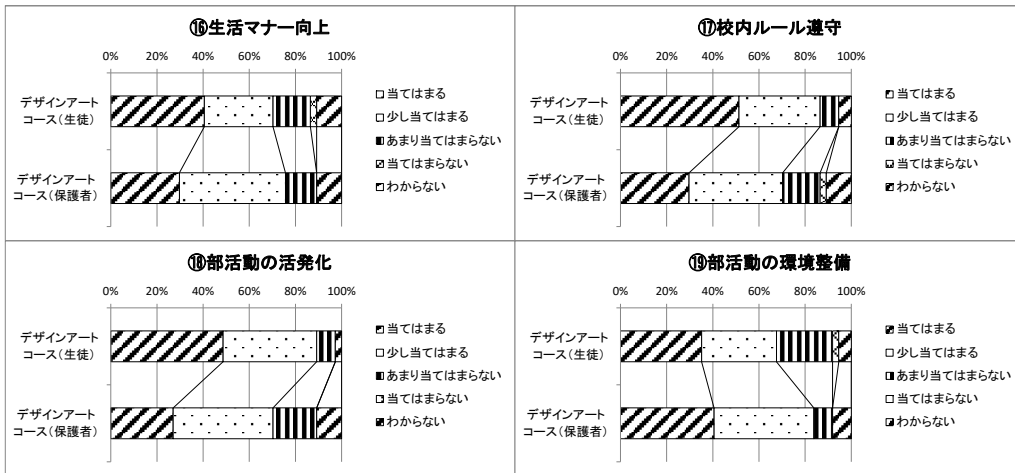 ⑯生活マナー向上
0% 20% 40% 60% 80% 100%
デザインアート
コース(生徒)
デザインアート
コース(保護者)
当てはまる
少し当てはまる
あまり当てはまらない
当てはまらない
わからない
⑰校内ルール遵守
0% 20% 40% 60% 80% 100%
デザインアート
コース(生徒)
デザインアート
コース(保護者)
当てはまる
少し当てはまる
あまり当てはまらない
当てはまらない
わからない
⑱部活動の活発化
0% 20% 40% 60% 80% 100%
デザインアート
コース(生徒)
デザインアート
コース(保護者)
当てはまる
少し当てはまる
あまり当てはまらない
当てはまらない
わからない
⑲部活動の環境整備
0% 20% 40% 60% 80% 100%
デザインアート
コース(生徒)
デザインアート
コース(保護者)
当てはまる
少し当てはまる
あまり当てはまらない
当てはまらない
わからない